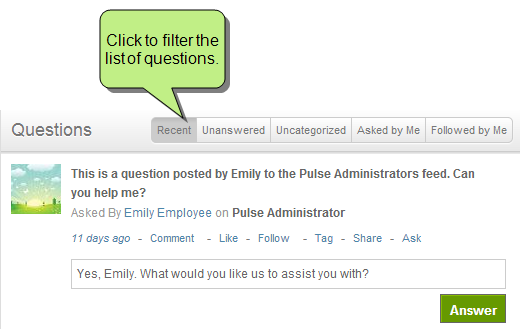 Click to filter the
list of questions.
Questions
Recent Unanswered Uncategorized Asked by Me Followed by Me
This is a question posted by Emily to the Pulse Administrators feed. Can
you help me?
Asked By Emily Employee on Pulse Administrator
11 days ago - Comment - Like - Follow - Tag - Share - Ask
Yes, Emily. What would you like us to assist you with?
Answer